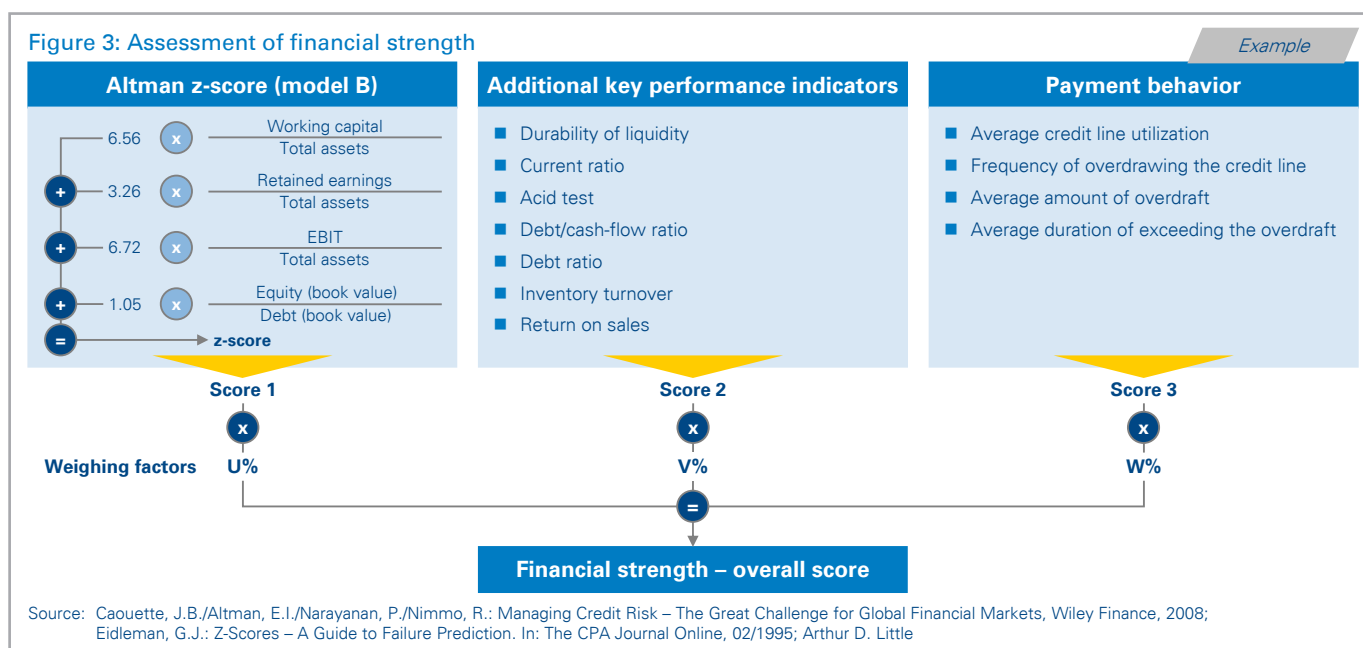 Figure 3: Assessment of financial strength
Example
Altman z-score (model B)
6.56 x Working capital
Total assets
+ 3.26 x Retained earnings
Total assets
+ 6.72 x EBIT
Total assets
+ 1.05 x Equity (book value)
Debt (book value)
= z-score
Additional key performance indicators
■ Durability of liquidity
■ Current ratio
■ Acid test
■ Debt/cash-flow ratio
■ Debt ratio
■ Inventory turnover
■ Return on sales
Payment behavior
■ Average credit line utilization
■ Frequency of overdrawing the credit line
■ Average amount of overdraft
■ Average duration of exceeding the overdraft
Score 1 Score 2 Score 3
x x x
Weighing factors U% V% W%
=
Financial strength – overall score
Source: Caouette, J.B./Altman, E.I./Narayanan, P./Nimmo, R.: Managing Credit Risk – The Great Challenge for Global Financial Markets, Wiley Finance, 2008;
Eidleman, G.J.: Z-Scores – A Guide to Failure Prediction. In: The CPA Journal Online, 02/1995; Arthur D. Little